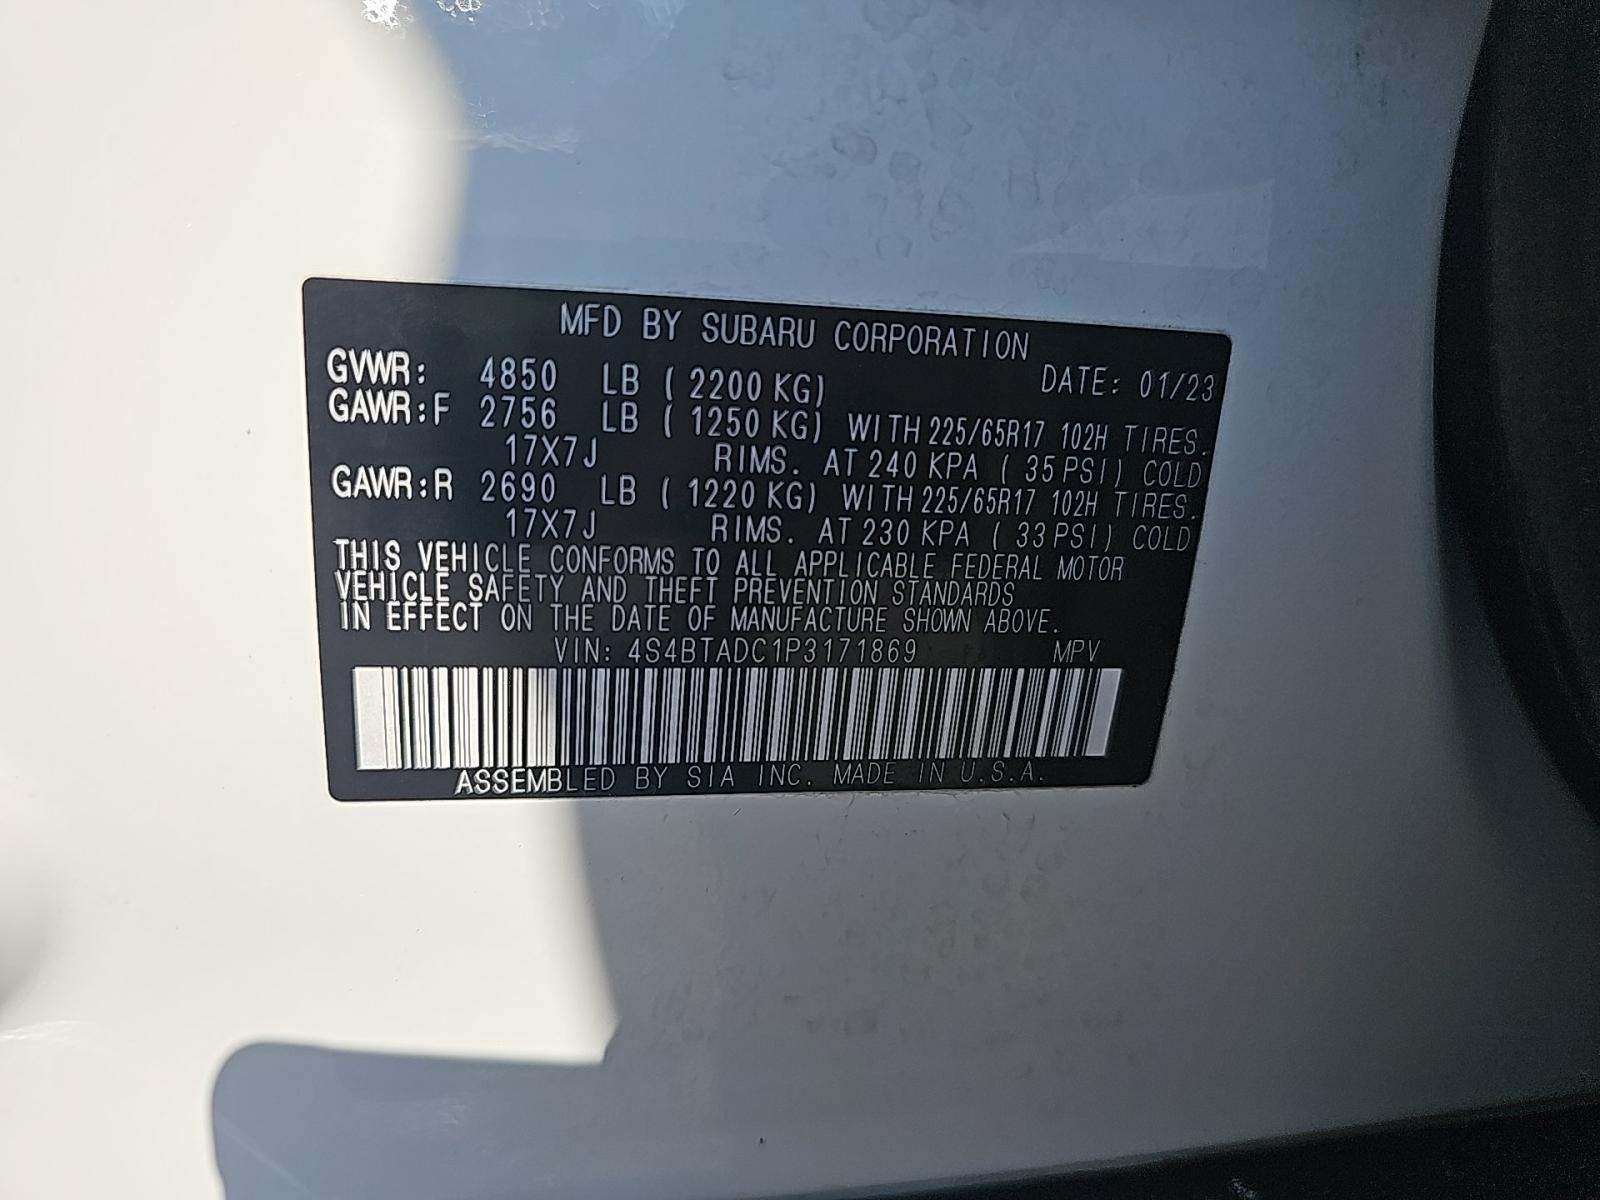 MFD BY SUBARU CORPORATION
GVWR: 4850 LB ( 2200 KG) DATE: 01/23
GAWR:F 2756 LB ( 1250 KG) WITH 225/65R17 102H TIRES.
17X7J RIMS. AT 240 KPA ( 35 PSI) COLD
GAWR:R 2690 LB ( 1220 KG) WITH 225/65R17 102H TIRES.
17X7J RIMS. AT 230 KPA ( 33 PSI) COLD
THIS VEHICLE CONFORMS TO ALL APPLICABLE FEDERAL MOTOR
VEHICLE SAFETY AND THEFT PREVENTION STANDARDS
IN EFFECT ON THE DATE OF MANUFACTURE SHOWN ABOVE.
VIN: 4S4BTADC1P3171869 MPV
ASSEMBLED BY SIA INC. MADE IN U.S.A.